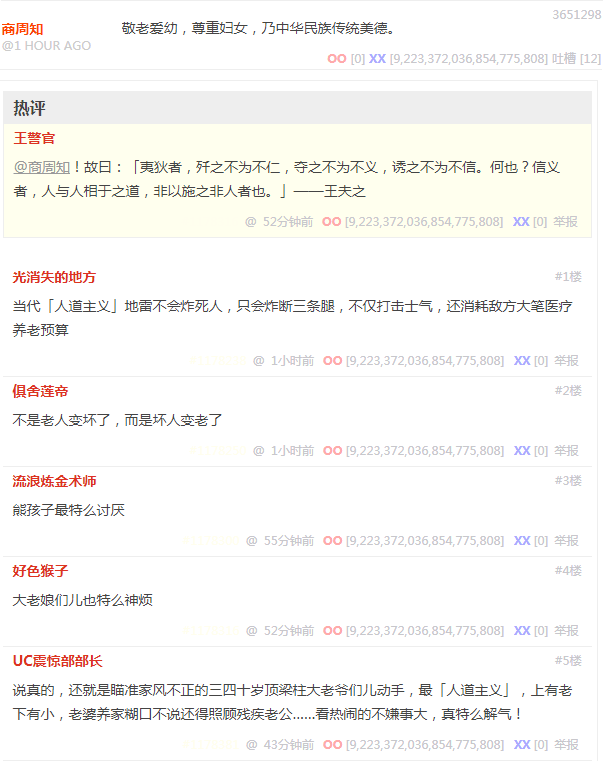 3651298
商周知
敬老爱幼，尊重妇女，乃中华民族传统美德。
@1 HOUR AGO
OO [0] XX [9,223,372,036,854,775,808] 吐槽 [12]
热评
王警官
@商周知！故曰：「夷狄者，歼之不为不仁，夺之不为不义，诱之不为不信。何也？信义
者，人与人相于之道，非以施之非人者也。」——王夫之
@ 52分钟前 OO [9,223,372,036,854,775,808] XX [0] 举报
光消失的地方 #1楼
当代「人道主义」地雷不会炸死人，只会炸断三条腿，不仅打击士气，还消耗敌方大笔医疗
养老预算
@ 1小时前 OO [9,223,372,036,854,775,808] XX [0] 举报
俱舍莲帝 #2楼
不是老人变坏了，而是坏人变老了
@ 1小时前 OO [9,223,372,036,854,775,808] XX [0] 举报
流浪炼金术师 #3楼
熊孩子最特么讨厌
@ 55分钟前 OO [9,223,372,036,854,775,808] XX [0] 举报
好色猴子 #4楼
大老娘们儿也特么神烦
@ 52分钟前 OO [9,223,372,036,854,775,808] XX [0] 举报
UC震惊部部长 #5楼
说真的，还就是瞄准家风不正的三四十岁顶梁柱大老爷们儿动手，最「人道主义」，上有老
下有小，老婆养家糊口不说还得照顾残疾老公......看热闹的不嫌事大，真特么解气！
@ 43分钟前 OO [9,223,372,036,854,775,808] XX [0] 举报